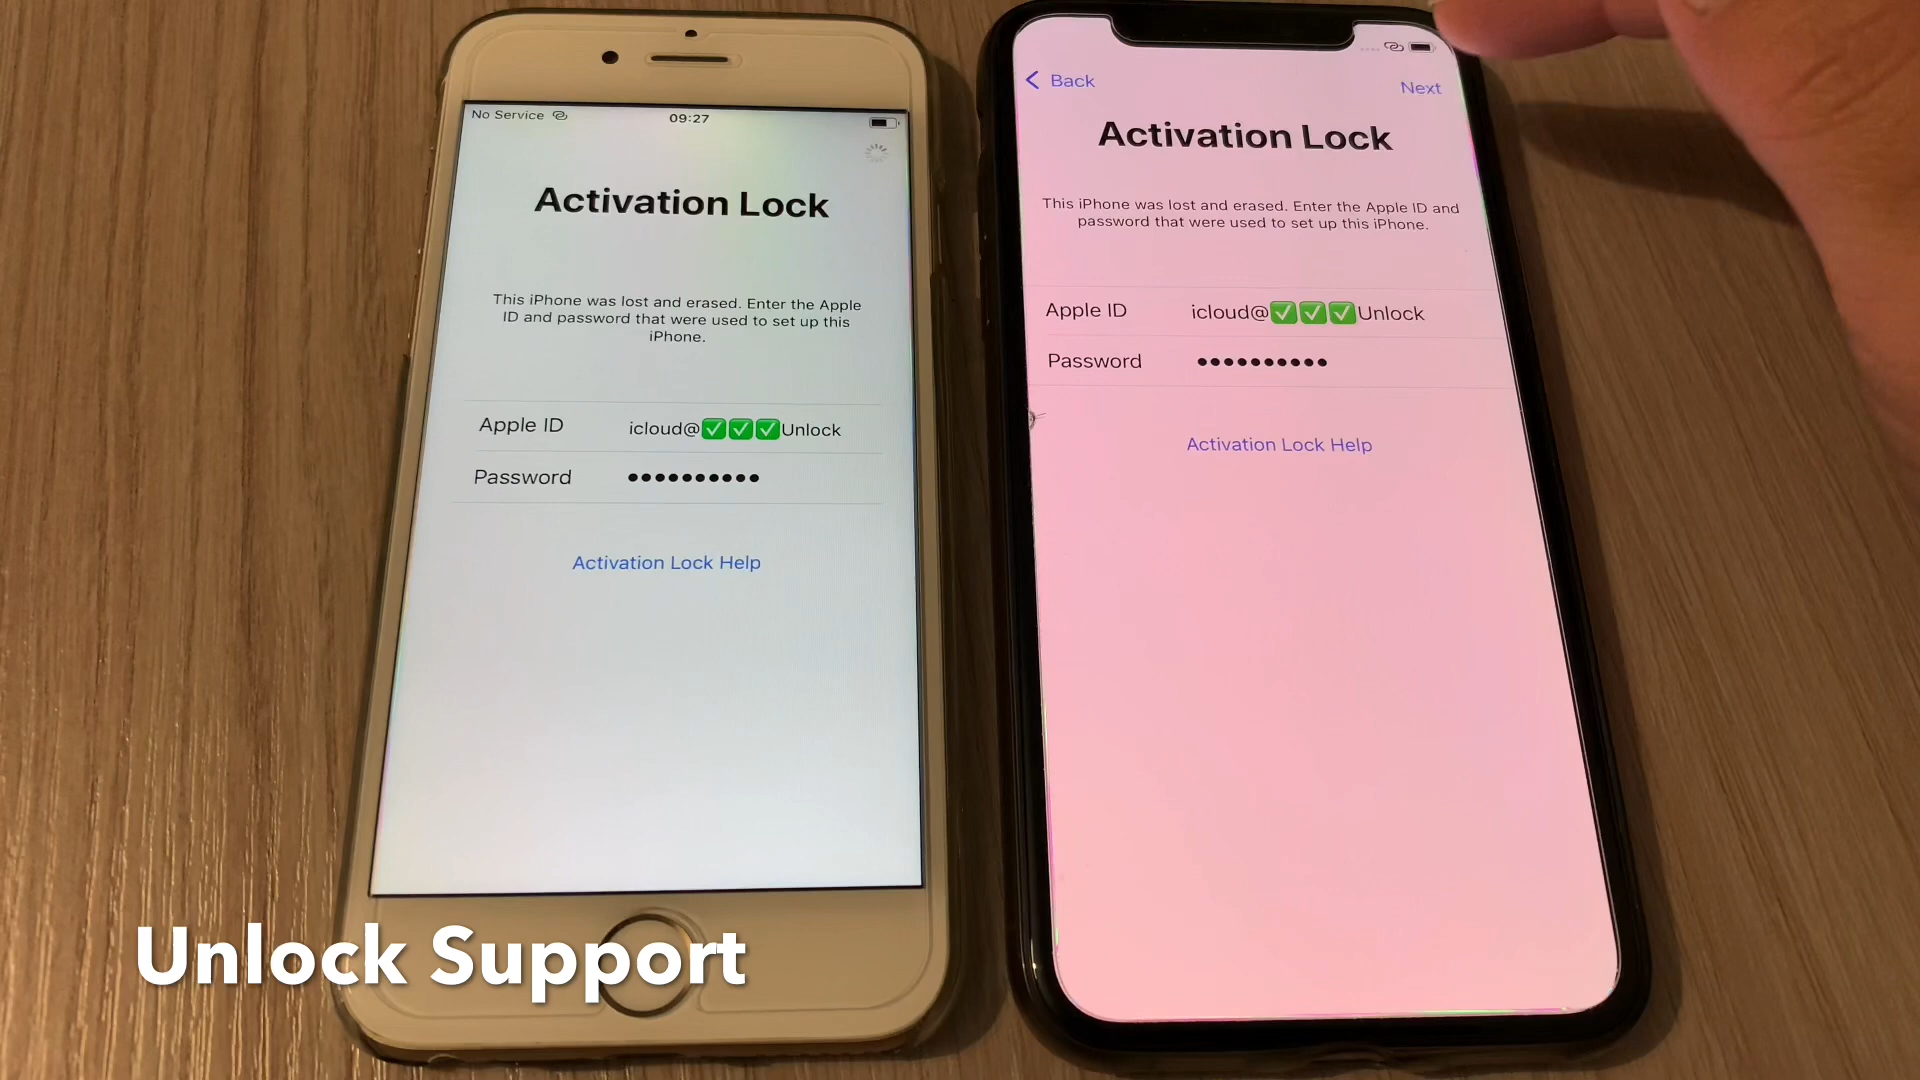 No Service
09:27
Activation Lock
This iPhone was lost and erased. Enter the Apple
ID and password that were used to set up this
iPhone.
Apple ID icloud@✅✅✅Unlock
Password ●●●●●●●●●●
Activation Lock Help
Back
Next
Activation Lock
This iPhone was lost and erased. Enter the Apple ID and
password that were used to set up this iPhone.
Apple ID icloud@✅✅✅Unlock
Password ●●●●●●●●●●
Activation Lock Help
Unlock Support